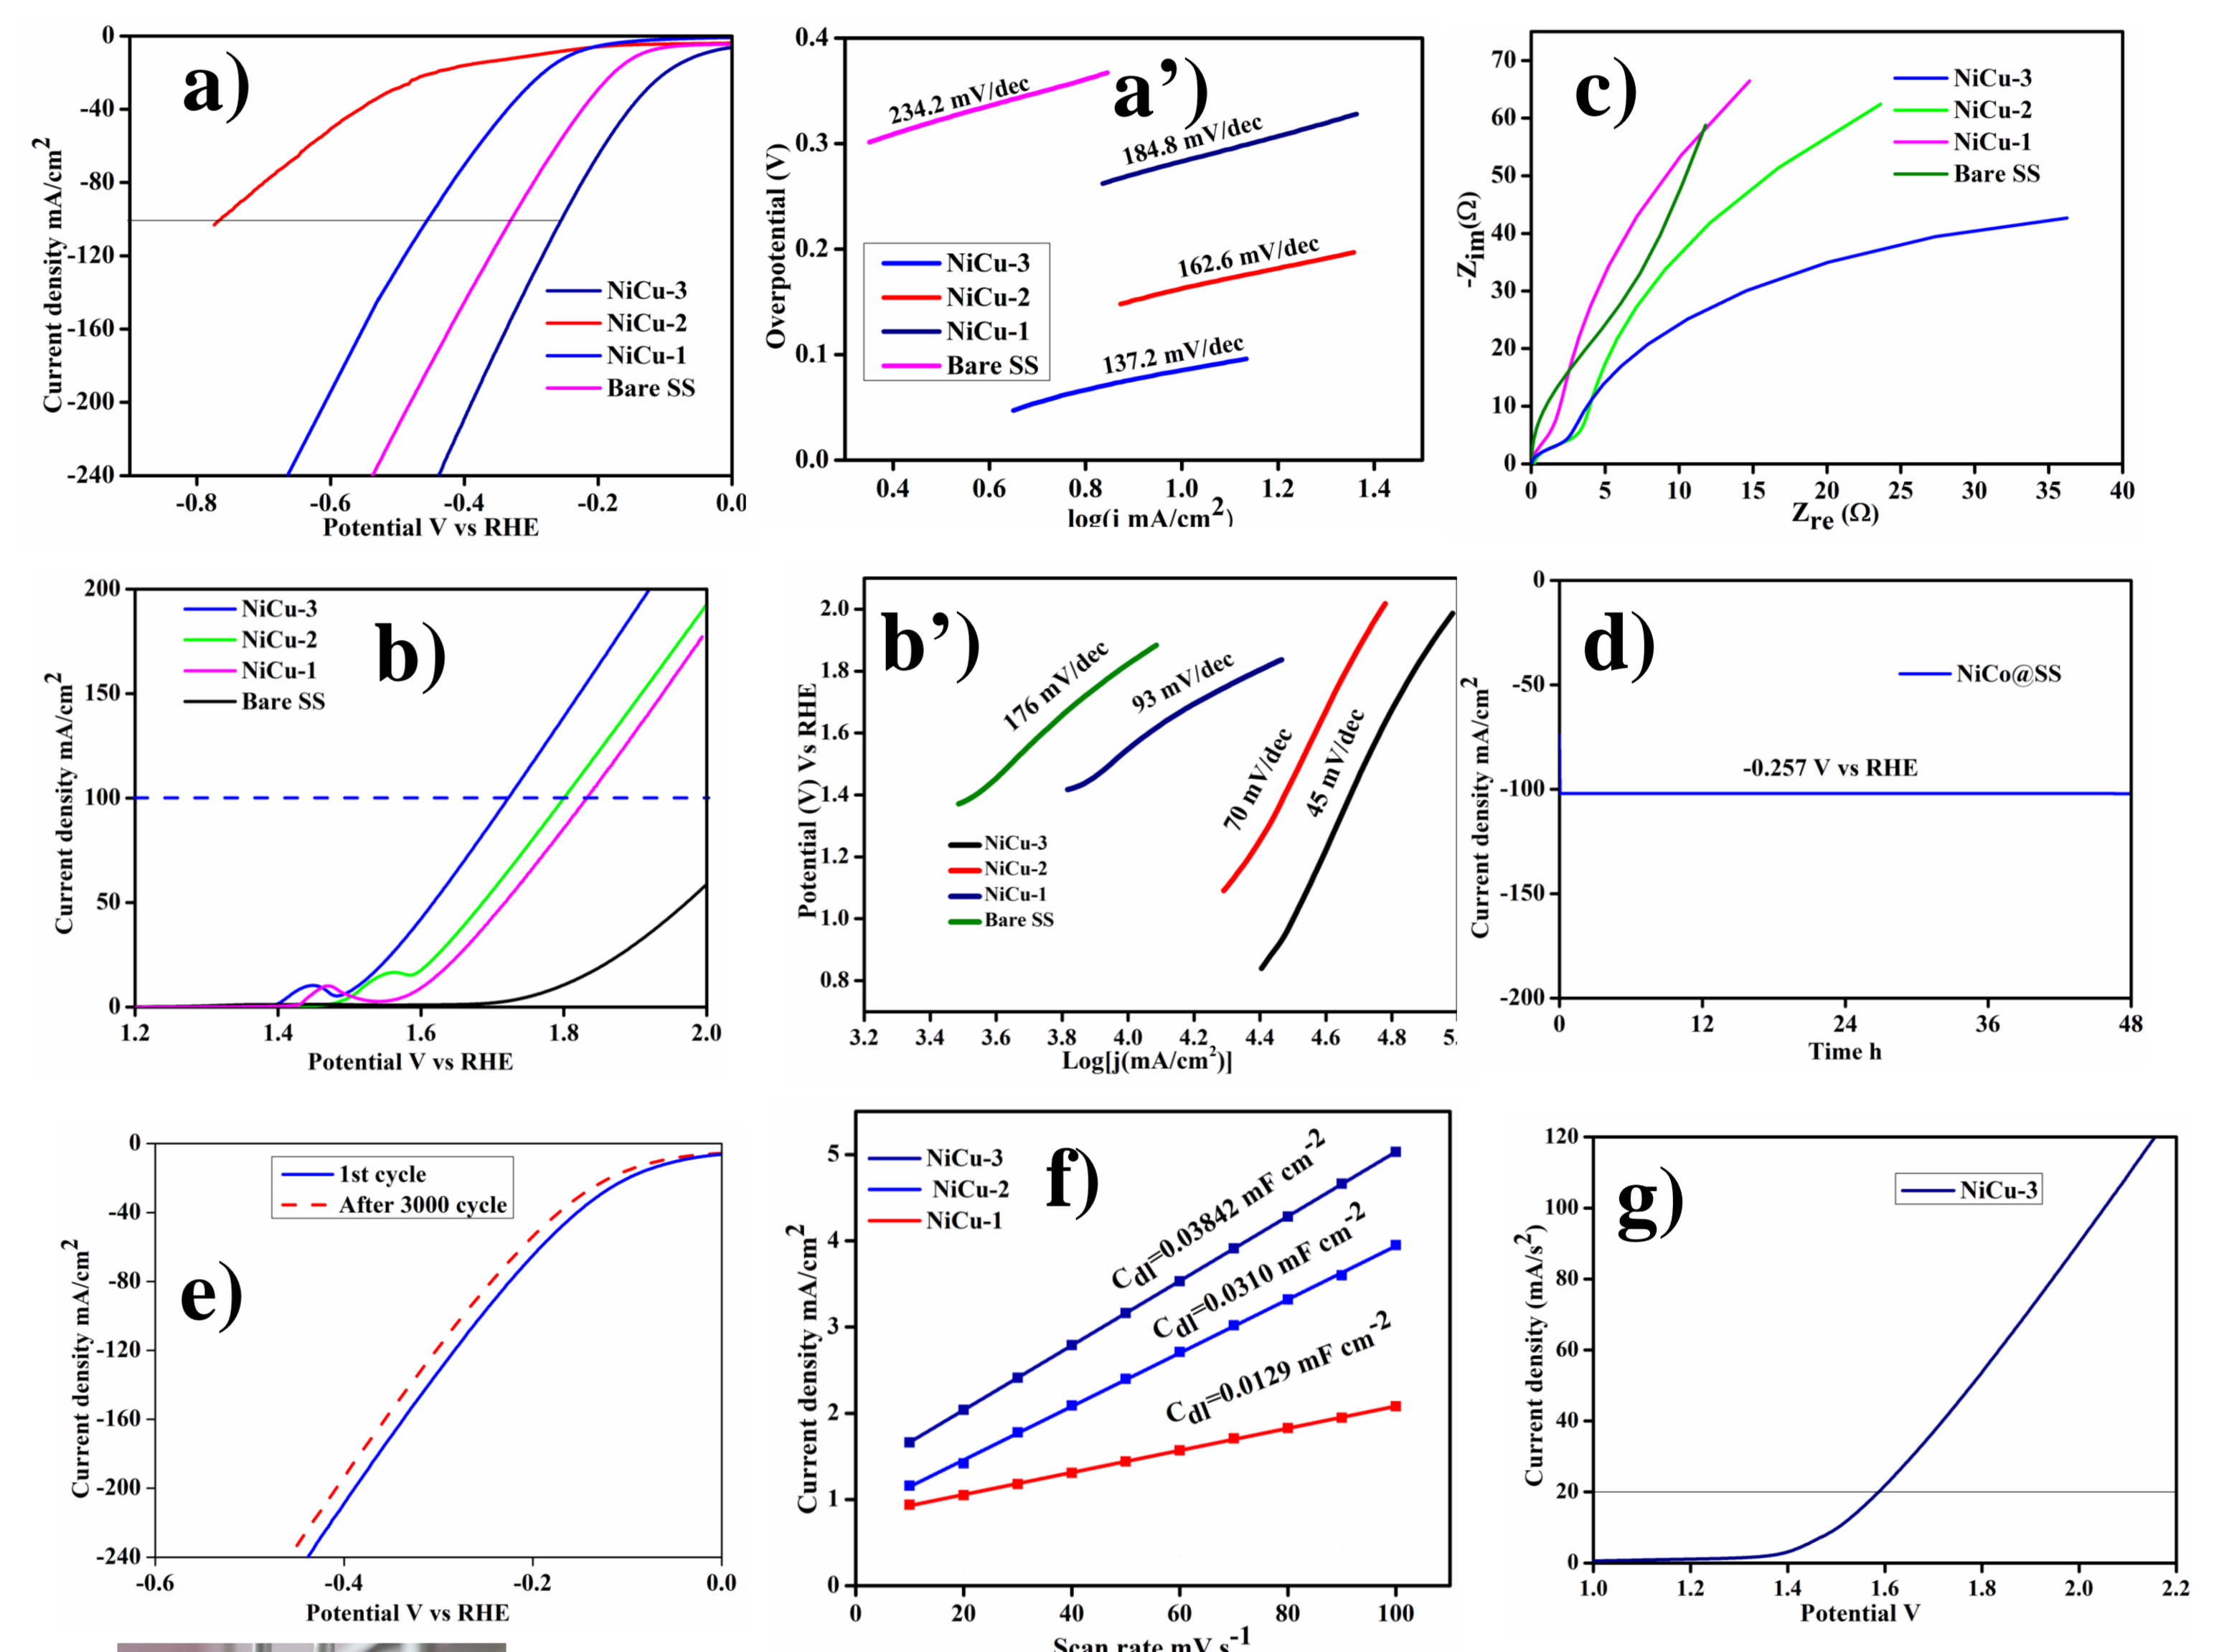 a)
0
-40
-80
-120
-160
-200
-240
Current density mA/cm2
-0.8
-0.6
-0.4
-0.2
0.0
Potential V vs RHE
NiCu-3
NiCu-2
NiCu-1
Bare SS
a’)
0.4
0.3
0.2
0.1
0.0
Overpotential (V)
234.2 mV/dec
184.8 mV/dec
162.6 mV/dec
137.2 mV/dec
NiCu-3
NiCu-2
NiCu-1
Bare SS
0.4
0.6
0.8
1.0
1.2
1.4
log(j mA/cm2)
c)
70
60
50
40
30
20
10
0
-Zim(Ω)
NiCu-3
NiCu-2
NiCu-1
Bare SS
0
5
10
15
20
25
30
35
40
Zre (Ω)
b)
200
150
100
50
0
Current density mA/cm2
NiCu-3
NiCu-2
NiCu-1
Bare SS
1.2
1.4
1.6
1.8
2.0
Potential V vs RHE
b’)
2.0
1.8
1.6
1.4
1.2
1.0
0.8
Potential (V) Vs RHE
176 mV/dec
93 mV/dec
70 mV/dec
45 mV/dec
NiCu-3
NiCu-2
NiCu-1
Bare SS
3.2
3.4
3.6
3.8
4.0
4.2
4.4
4.6
4.8
5.
Log[j(mA/cm2)]
d)
0
-50
-100
-150
-200
Current density mA/cm2
NiCo@SS
-0.257 V vs RHE
0
12
24
36
48
Time h
e)
0
-40
-80
-120
-160
-200
-240
Current density mA/cm2
1st cycle
After 3000 cycle
-0.6
-0.4
-0.2
0.0
Potential V vs RHE
f)
5
4
3
2
1
0
Current density mA/cm2
NiCu-3
NiCu-2
NiCu-1
Cdl=0.03842 mF cm-2
Cdl=0.0310 mF cm-2
Cdl=0.0129 mF cm-2
0
20
40
60
80
100
Scan rate mV s-1
g)
120
100
80
60
40
20
0
Current density (mA/s2)
NiCu-3
1.0
1.2
1.4
1.6
1.8
2.0
2.2
Potential V